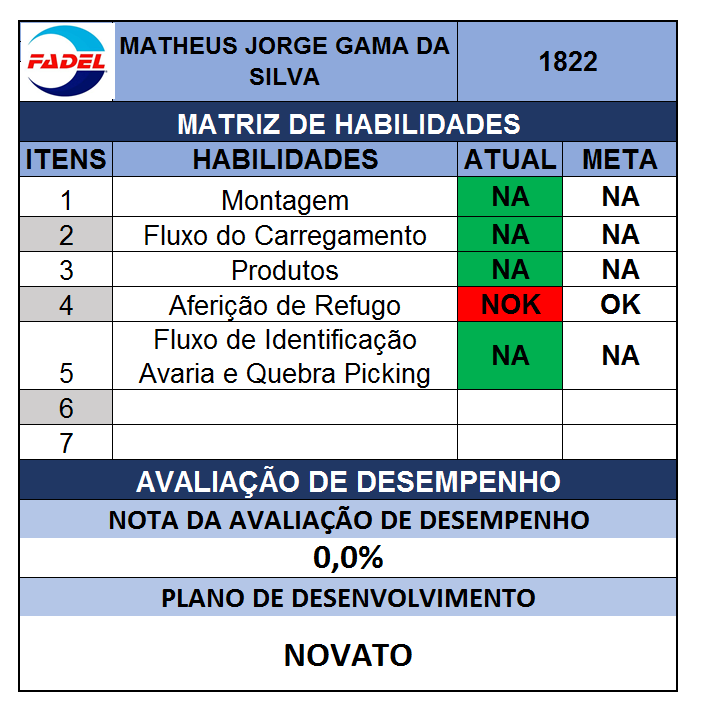 FADEL
MATHEUS JORGE GAMA DA
SILVA
1822
MATRIZ DE HABILIDADES
ITENS HABILIDADES ATUAL META
1 Montagem NA NA
2 Fluxo do Carregamento NA NA
3 Produtos NA NA
4 Aferição de Refugo NOK OK
5 Fluxo de Identificação
Avaria e Quebra Picking NA NA
6
7
AVALIAÇÃO DE DESEMPENHO
NOTA DA AVALIAÇÃO DE DESEMPENHO
0,0%
PLANO DE DESENVOLVIMENTO
NOVATO